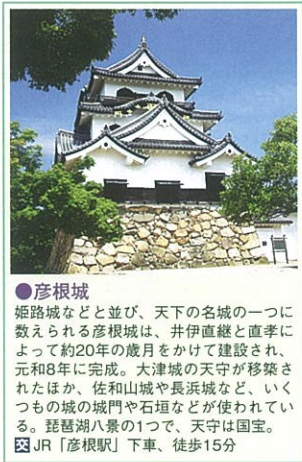 ●彦根城
姫路城などと並び、天下の名城の一つに
数えられる彦根城は、井伊直継と直孝に
よって約20年の歳月をかけて建設され、
元和8年に完成。大津城の天守が移築さ
れたほか、佐和山城や長浜城など、いく
つもの城の城門や石垣などが使われてい
る。琵琶湖八景の1つで、天守は国宝。
交 JR「彦根駅」下車、徒歩15分